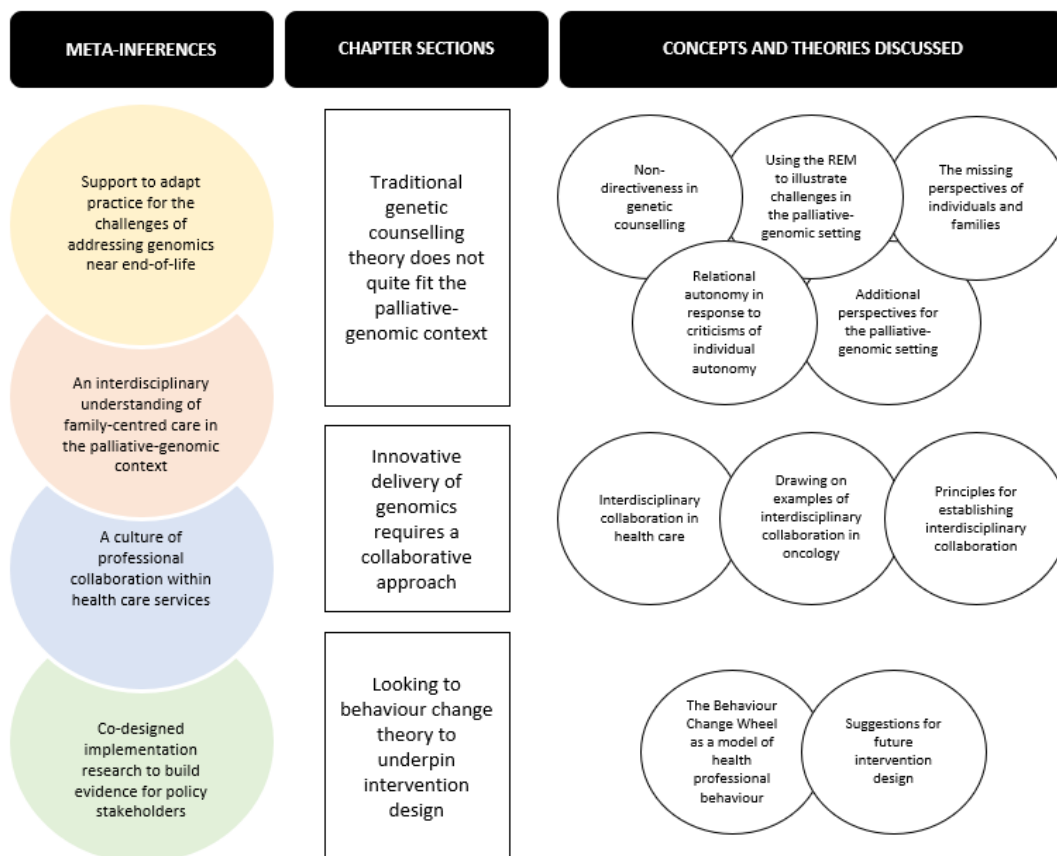 META-INFERENCES
CHAPTER SECTIONS
CONCEPTS AND THEORIES DISCUSSED
Support to adapt
practice for the
challenges of
addressing genomics
near end-of-life
An interdisciplinary
understanding of
family-centred care in
the palliative-genomic
context
A culture of
professional
collaboration within
health care services
Co-designed
implementation
research to build
evidence for policy
stakeholders
Traditional
genetic
counselling
theory does not
quite fit the
palliative-
genomic context
Innovative
delivery of
genomics
requires a
collaborative
approach
Looking to
behaviour change
theory to
underpin
intervention
design
Non-
directiveness in
genetic
counselling
Using the REM
to illustrate
challenges in
the palliative-
genomic setting
The missing
perspectives of
individuals and
families
Relational
autonomy in
response to
criticisms of
individual
autonomy
Additional
perspectives for
the palliative-
genomic setting
Interdisciplinary
collaboration in
health care
Drawing on
examples of
interdisciplinary
collaboration in
oncology
Principles for
establishing
interdisciplinary
collaboration
The Behaviour
Change Wheel
as a model of
health
professional
behaviour
Suggestions for
future
intervention
design